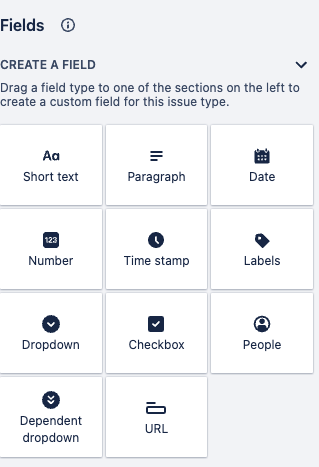 Fields
CREATE A FIELD
Drag a field type to one of the sections on the left to
create a custom field for this issue type.
Aa
Short text
Paragraph
Date
123
Number
Time stamp
Labels
Dropdown
Checkbox
People
Dependent
dropdown
URL